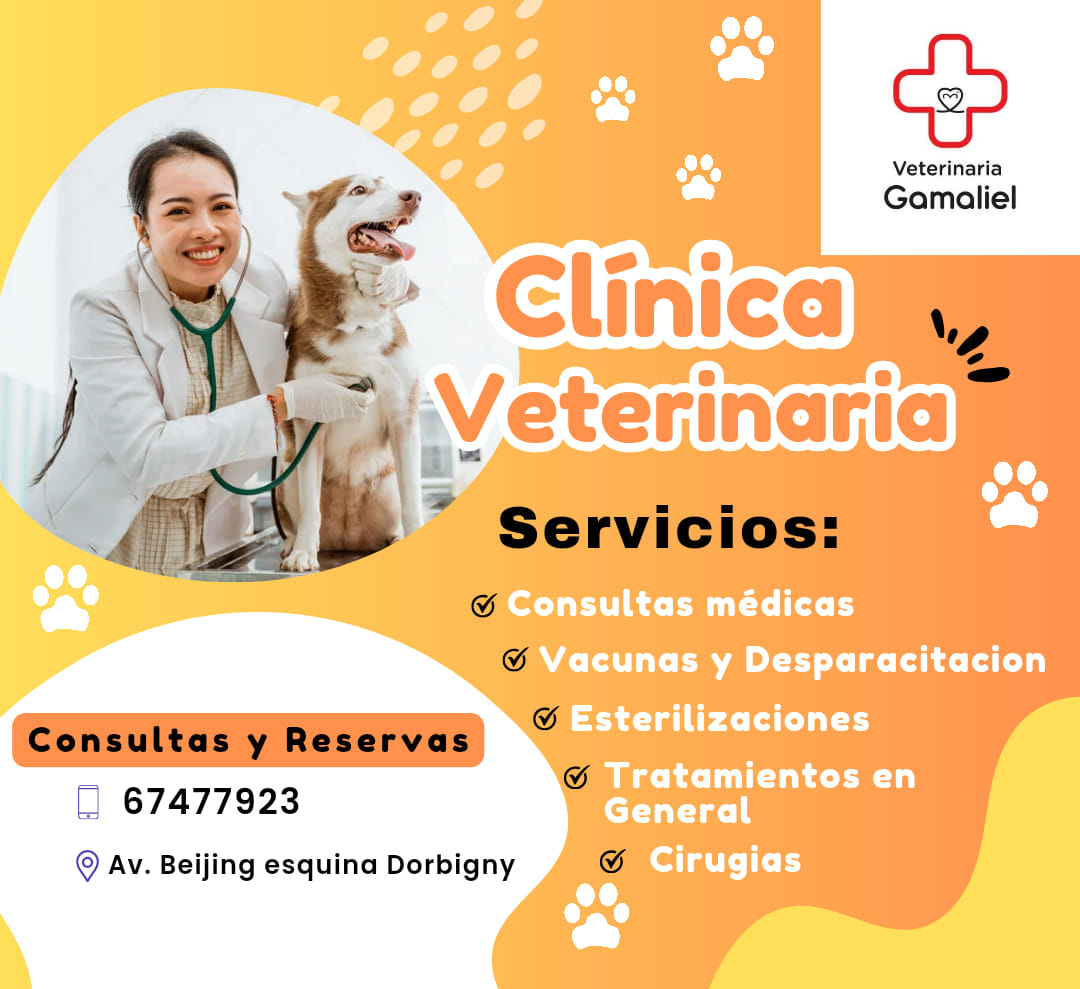 Veterinaria
Gamaliel
Clínica
Veterinaria
Servicios:
Consultas médicas
Vacunas y Desparacitacion
Esterilizaciones
Tratamientos en
General
Cirugias
Consultas y Reservas
67477923
Av. Beijing esquina Dorbigny